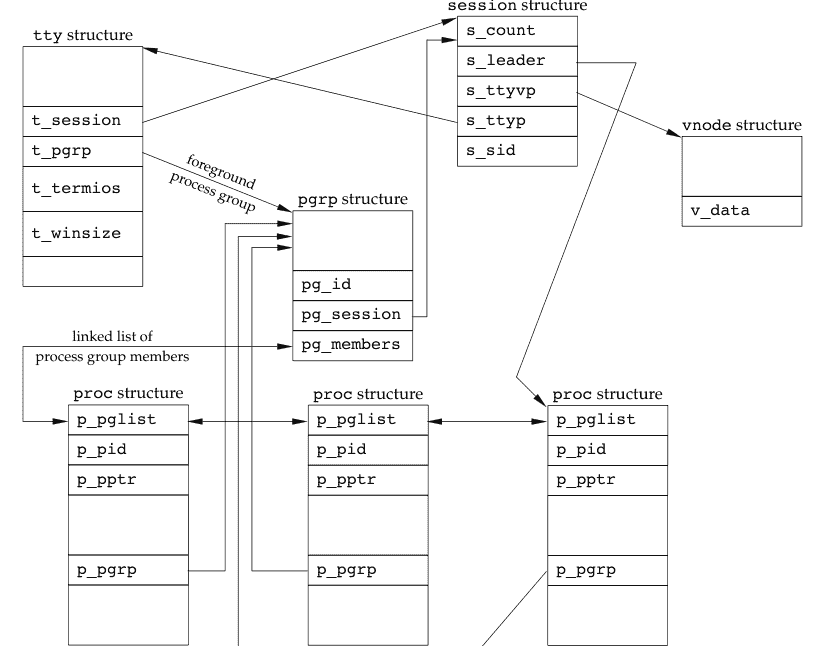 session structure
s_count
s_leader
s_ttyvp
s_ttyp
s_sid
tty structure
t_session
t_pgrp
t_termios
t_winsize
vnode structure
v_data
foreground
process group
pgrp structure
pg_id
pg_session
pg_members
linked list of
process group members
proc structure
p_pglist
p_pid
p_pptr
p_pgrp
proc structure
p_pglist
p_pid
p_pptr
p_pgrp
proc structure
p_pglist
p_pid
p_pptr
p_pgrp